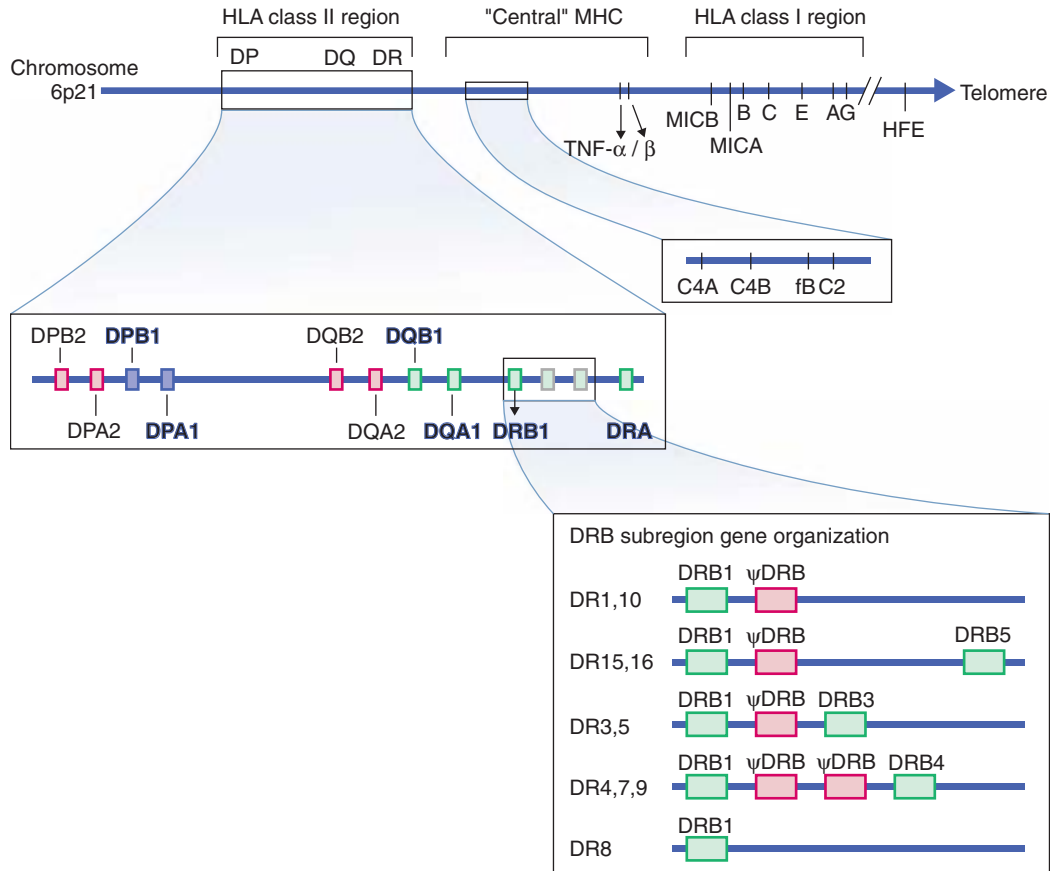 HLA class II region "Central" MHC HLA class I region
DP DQ DR
Chromosome
6p21
Telomere
MICB B C E AG
MICA
HFE
TNF-α / β
C4A C4B fB C2
DPB2 DPB1 DQB2 DQB1
DPA2 DPA1 DQA2 DQA1 DRB1 DRA
DRB subregion gene organization
DRB1 ψDRB
DR1,10
DRB1 ψDRB DRB5
DR15,16
DRB1 ψDRB DRB3
DR3,5
DRB1 ψDRB ψDRB DRB4
DR4,7,9
DRB1
DR8